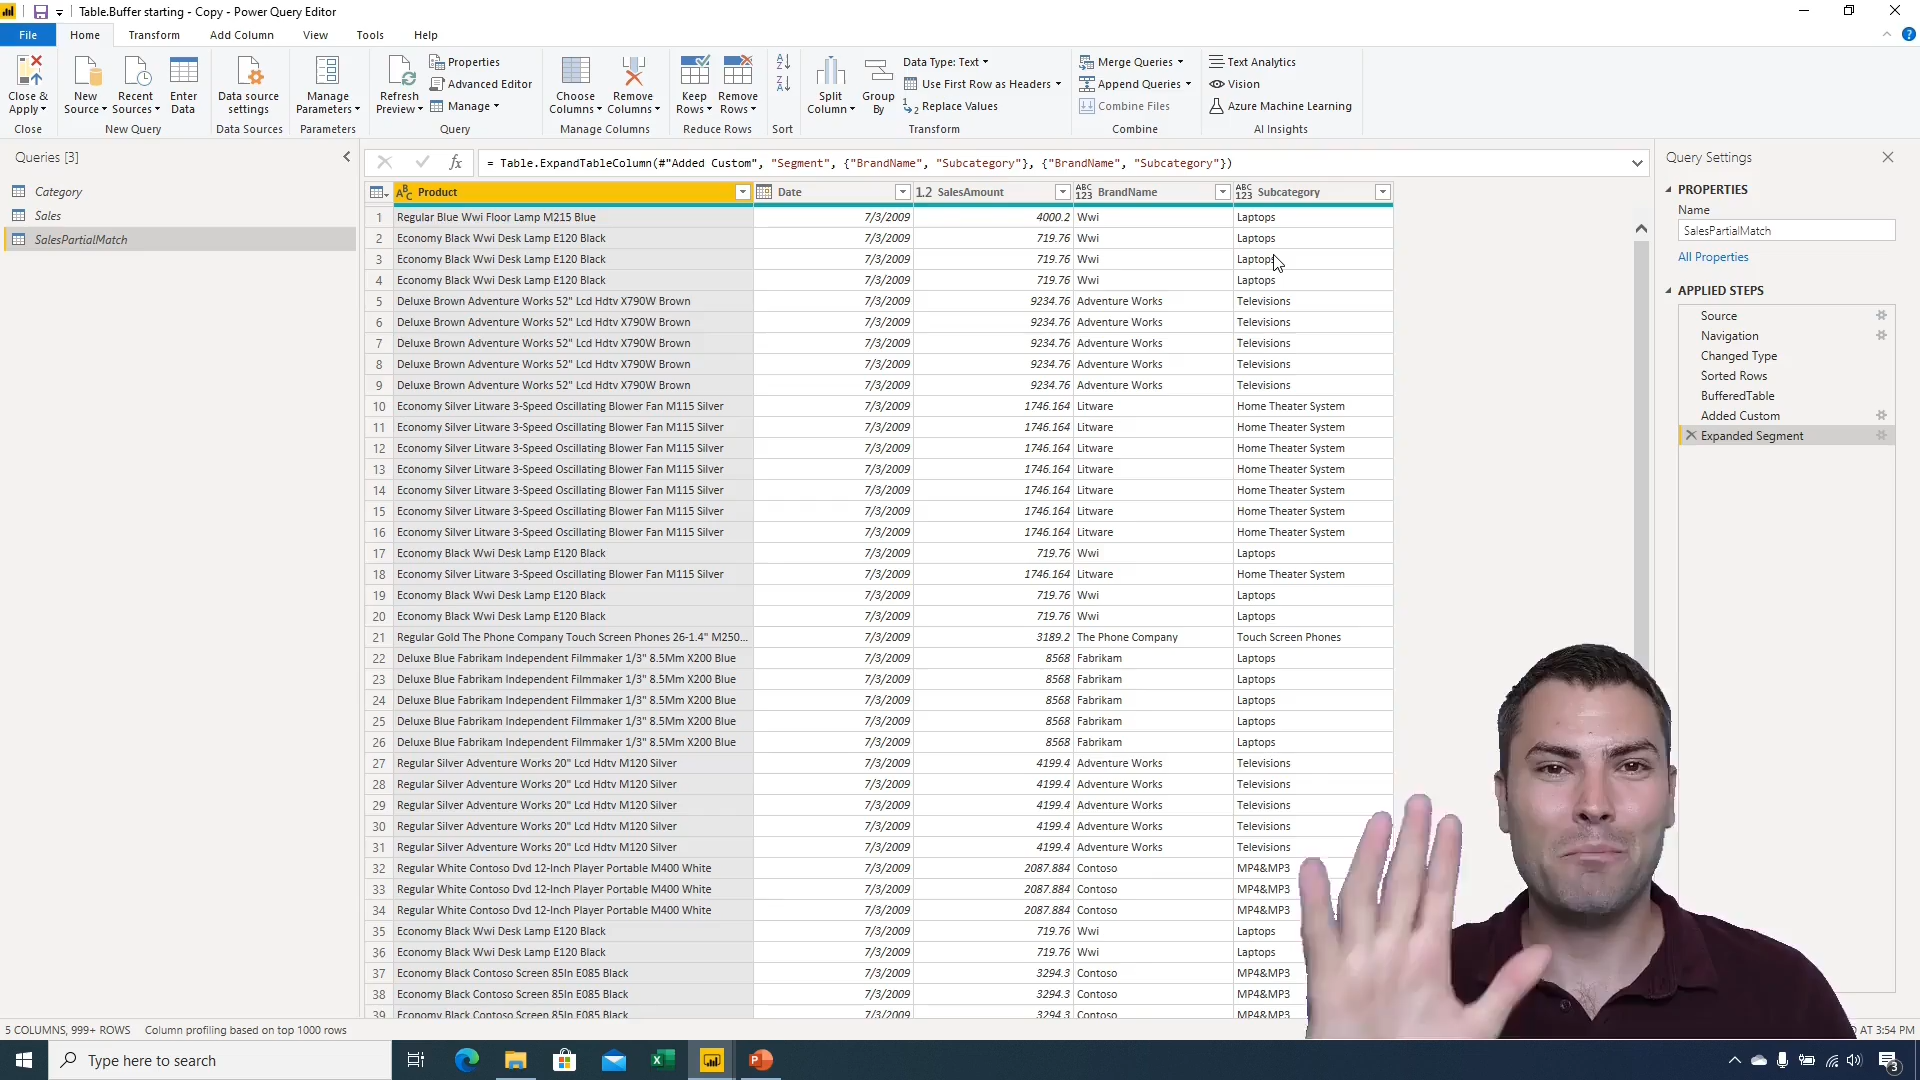 Table.Buffer starting - Copy - Power Query Editor
File Home Transform Add Column View Tools Help
Close & Apply
New Source
Recent Sources
Enter Data
Data source settings
Manage Parameters
Refresh Preview
Properties
Advanced Editor
Manage
Choose Columns
Remove Columns
Keep Rows
Remove Rows
Split Column
Group By
Data Type: Text
Use First Row as Headers
Replace Values
Merge Queries
Append Queries
Combine Files
Text Analytics
Vision
Azure Machine Learning
Close New Query Data Sources Parameters Query Manage Columns Reduce Rows Sort Transform Combine AI Insights
Queries [3]
Category
Sales
SalesPartialMatch
= Table.ExpandTableColumn(#"Added Custom", "Segment", {"BrandName", "Subcategory"}, {"BrandName", "Subcategory"})
Product Date 1.2 SalesAmount BrandName Subcategory
1 Regular Blue Wwi Floor Lamp M215 Blue 7/3/2009 4000.2 Wwi Laptops
2 Economy Black Wwi Desk Lamp E120 Black 7/3/2009 719.76 Wwi Laptops
3 Economy Black Wwi Desk Lamp E120 Black 7/3/2009 719.76 Wwi Laptops
4 Economy Black Wwi Desk Lamp E120 Black 7/3/2009 719.76 Wwi Laptops
5 Deluxe Brown Adventure Works 52" Lcd Hdtv X790W Brown 7/3/2009 9234.76 Adventure Works Televisions
6 Deluxe Brown Adventure Works 52" Lcd Hdtv X790W Brown 7/3/2009 9234.76 Adventure Works Televisions
7 Deluxe Brown Adventure Works 52" Lcd Hdtv X790W Brown 7/3/2009 9234.76 Adventure Works Televisions
8 Deluxe Brown Adventure Works 52" Lcd Hdtv X790W Brown 7/3/2009 9234.76 Adventure Works Televisions
9 Deluxe Brown Adventure Works 52" Lcd Hdtv X790W Brown 7/3/2009 9234.76 Adventure Works Televisions
10 Economy Silver Litware 3-Speed Oscillating Blower Fan M115 Silver 7/3/2009 1746.164 Litware Home Theater System
11 Economy Silver Litware 3-Speed Oscillating Blower Fan M115 Silver 7/3/2009 1746.164 Litware Home Theater System
12 Economy Silver Litware 3-Speed Oscillating Blower Fan M115 Silver 7/3/2009 1746.164 Litware Home Theater System
13 Economy Silver Litware 3-Speed Oscillating Blower Fan M115 Silver 7/3/2009 1746.164 Litware Home Theater System
14 Economy Silver Litware 3-Speed Oscillating Blower Fan M115 Silver 7/3/2009 1746.164 Litware Home Theater System
15 Economy Silver Litware 3-Speed Oscillating Blower Fan M115 Silver 7/3/2009 1746.164 Litware Home Theater System
16 Economy Silver Litware 3-Speed Oscillating Blower Fan M115 Silver 7/3/2009 1746.164 Litware Home Theater System
17 Economy Black Wwi Desk Lamp E120 Black 7/3/2009 719.76 Wwi Laptops
18 Economy Silver Litware 3-Speed Oscillating Blower Fan M115 Silver 7/3/2009 1746.164 Litware Home Theater System
19 Economy Black Wwi Desk Lamp E120 Black 7/3/2009 719.76 Wwi Laptops
20 Economy Black Wwi Desk Lamp E120 Black 7/3/2009 719.76 Wwi Laptops
21 Regular Gold The Phone Company Touch Screen Phones 26-1.4" M250... 7/3/2009 3189.2 The Phone Company Touch Screen Phones
22 Deluxe Blue Fabrikam Independent Filmmaker 1/3" 8.5Mm X200 Blue 7/3/2009 8568 Fabrikam Laptops
23 Deluxe Blue Fabrikam Independent Filmmaker 1/3" 8.5Mm X200 Blue 7/3/2009 8568 Fabrikam Laptops
24 Deluxe Blue Fabrikam Independent Filmmaker 1/3" 8.5Mm X200 Blue 7/3/2009 8568 Fabrikam Laptops
25 Deluxe Blue Fabrikam Independent Filmmaker 1/3" 8.5Mm X200 Blue 7/3/2009 8568 Fabrikam Laptops
26 Deluxe Blue Fabrikam Independent Filmmaker 1/3" 8.5Mm X200 Blue 7/3/2009 8568 Fabrikam Laptops
27 Regular Silver Adventure Works 20" Lcd Hdtv M120 Silver 7/3/2009 4199.4 Adventure Works Televisions
28 Regular Silver Adventure Works 20" Lcd Hdtv M120 Silver 7/3/2009 4199.4 Adventure Works Televisions
29 Regular Silver Adventure Works 20" Lcd Hdtv M120 Silver 7/3/2009 4199.4 Adventure Works Televisions
30 Regular Silver Adventure Works 20" Lcd Hdtv M120 Silver 7/3/2009 4199.4 Adventure Works Televisions
31 Regular Silver Adventure Works 20" Lcd Hdtv M120 Silver 7/3/2009 4199.4 Adventure Works Televisions
32 Regular White Contoso Dvd 12-Inch Player Portable M400 White 7/3/2009 2087.884 Contoso MP4&MP3
33 Regular White Contoso Dvd 12-Inch Player Portable M400 White 7/3/2009 2087.884 Contoso MP4&MP3
34 Regular White Contoso Dvd 12-Inch Player Portable M400 White 7/3/2009 2087.884 Contoso MP4&MP3
35 Economy Black Wwi Desk Lamp E120 Black 7/3/2009 719.76 Wwi Laptops
36 Economy Black Wwi Desk Lamp E120 Black 7/3/2009 719.76 Wwi Laptops
37 Economy Black Contoso Screen 85In E085 Black 7/3/2009 3294.3 Contoso MP4&MP3
38 Economy Black Contoso Screen 85In E085 Black 7/3/2009 3294.3 Contoso MP4&MP3
39 Economy Black Contoso Screen 85In E085 Black 7/3/2009 3294.3 Contoso MP4&MP3
Query Settings
PROPERTIES
Name
SalesPartialMatch
All Properties
APPLIED STEPS
Source
Navigation
Changed Type
Sorted Rows
BufferedTable
Added Custom
Expanded Segment
5 COLUMNS, 999+ ROWS Column profiling based on top 1000 rows
AT 3:54 PM
Type here to search
3